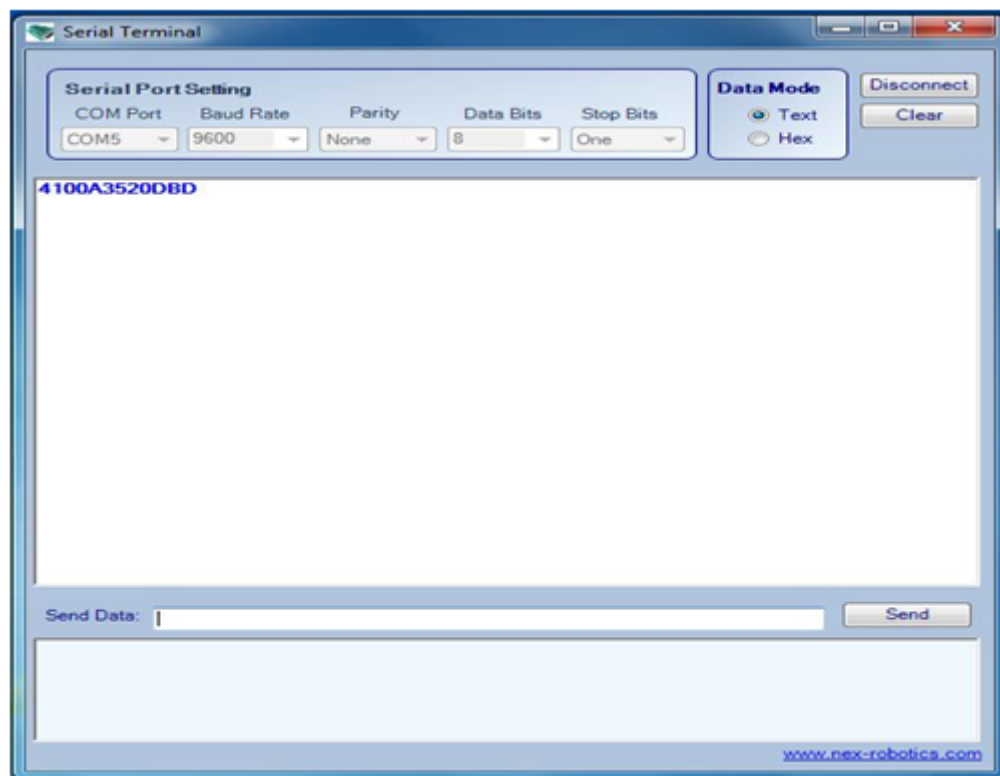 Serial Terminal
Serial Port Setting
COM Port Baud Rate Parity Data Bits Stop Bits
COM5 9600 None 8 One
Data Mode
Text
Hex
Disconnect
Clear
4100A3520DBD
Send Data:
Send
www.nex-robotics.com